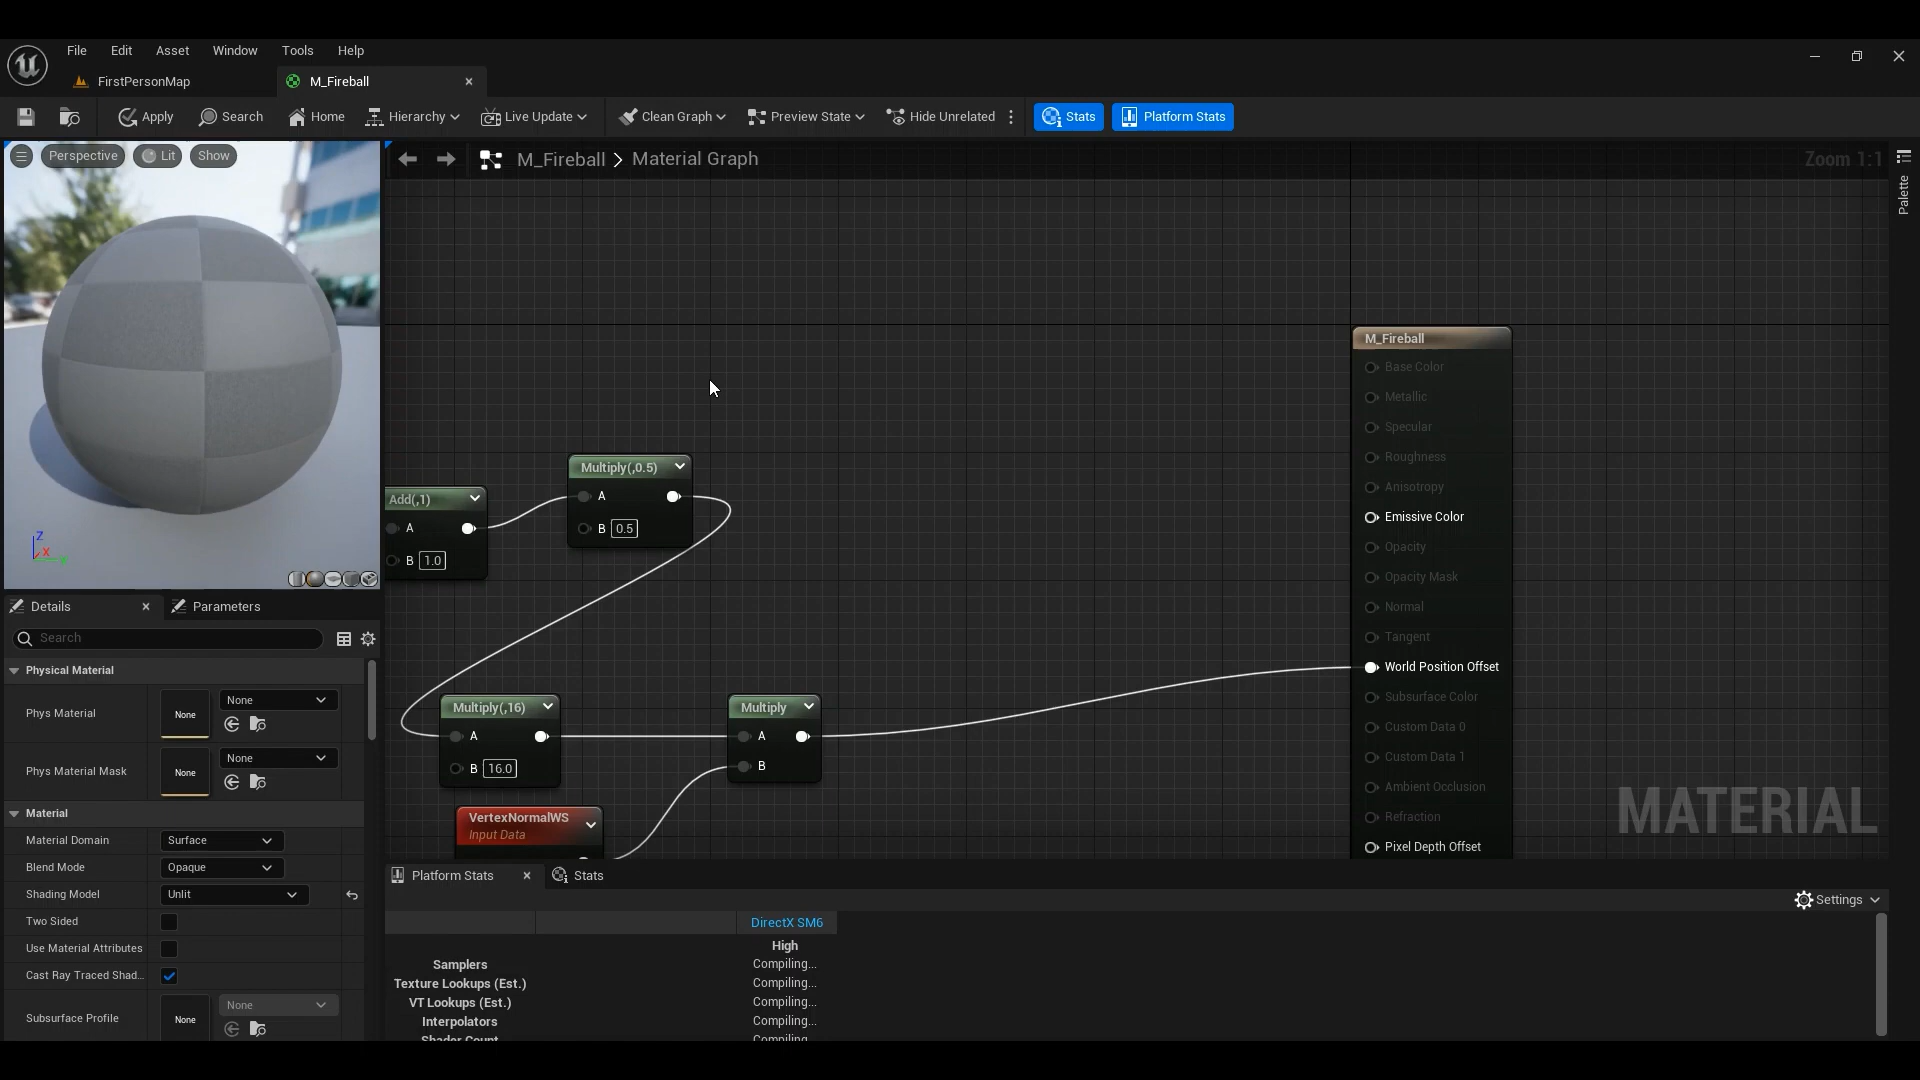 File Edit Asset Window Tools Help
FirstPersonMap M_Fireball
Apply Search Home Hierarchy Live Update Clean Graph Preview State Hide Unrelated Stats Platform Stats
Perspective Lit Show
M_Fireball > Material Graph
Zoom 1:1
Palette
M_Fireball
Base Color
Metallic
Specular
Roughness
Anisotropy
Emissive Color
Opacity
Opacity Mask
Normal
Tangent
World Position Offset
Subsurface Color
Custom Data 0
Custom Data 1
Ambient Occlusion
Refraction
Pixel Depth Offset
Multiply(,0.5)
A
B 0.5
Add(,1)
A
B 1.0
Multiply(,16)
A
B 16.0
Multiply
A
B
VertexNormalWS
Input Data
MATERIAL
Z
X
Details Parameters
Search
Physical Material
Phys Material None None
Phys Material Mask None None
Material
Material Domain Surface
Blend Mode Opaque
Shading Model Unlit
Two Sided
Use Material Attributes
Cast Ray Traced Shad...
Subsurface Profile None None
Platform Stats Stats
Settings
DirectX SM6
High
Samplers Compiling...
Texture Lookups (Est.) Compiling...
VT Lookups (Est.) Compiling...
Interpolators Compiling...
Shader Count Compiling...